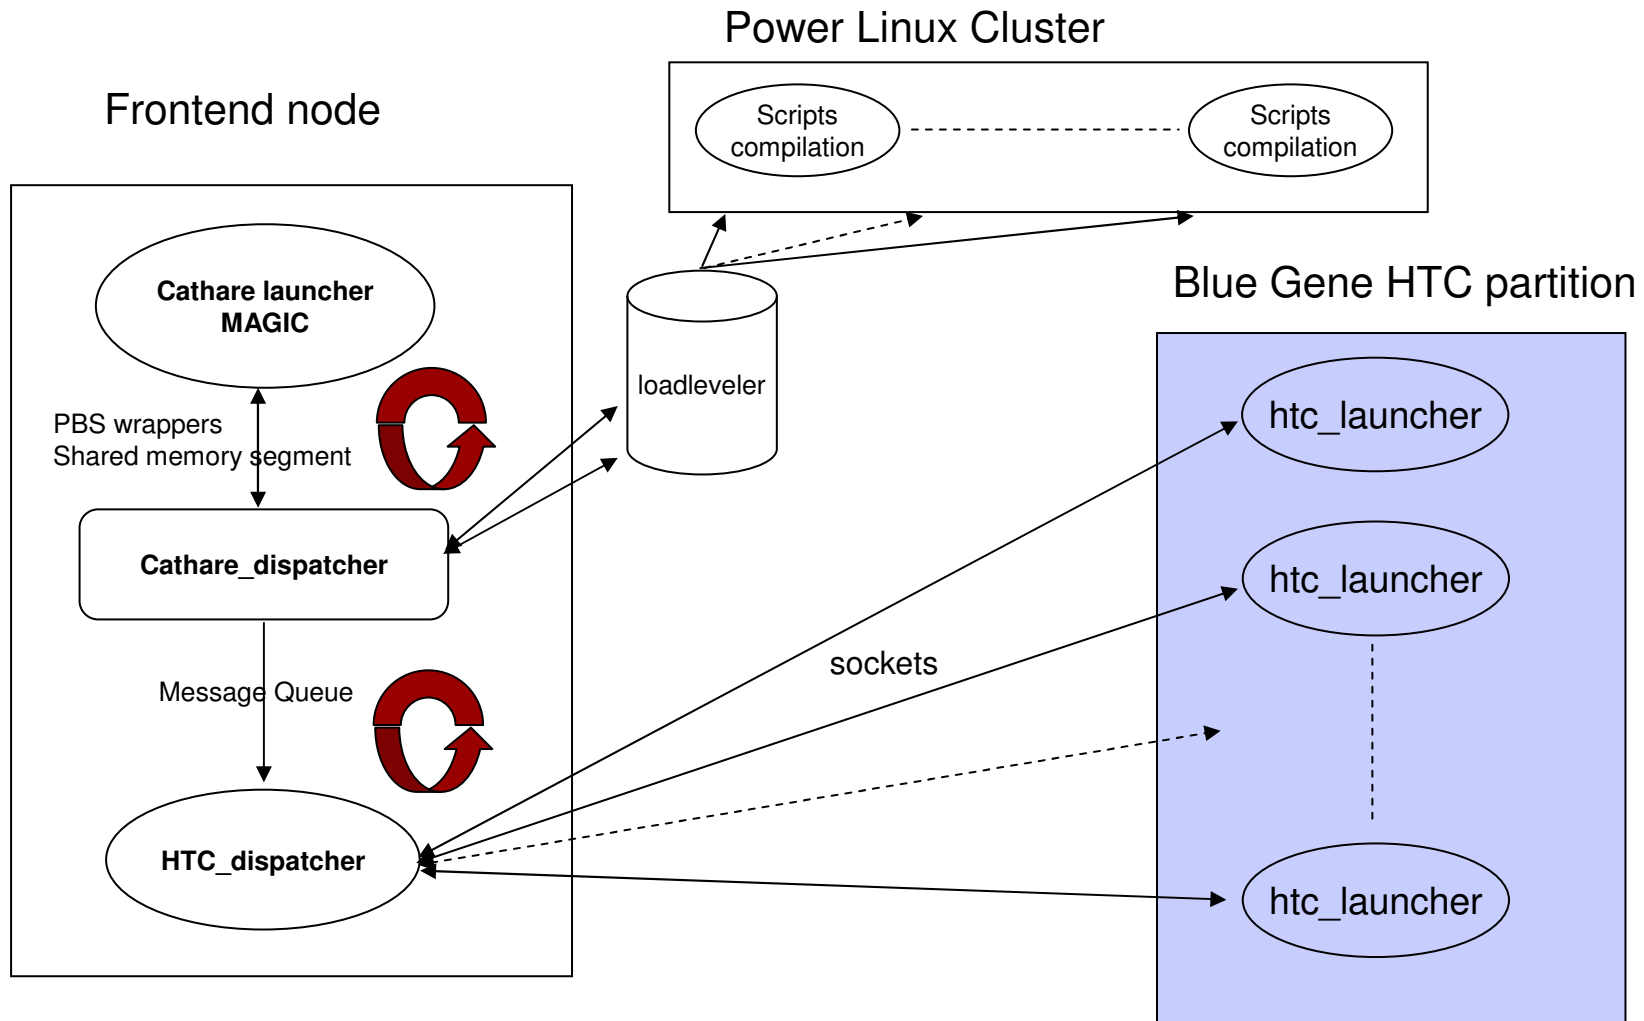 Power Linux Cluster
Scripts
compilation
Scripts
compilation
Frontend node
Cathare launcher
MAGIC
PBS wrappers
Shared memory segment
Cathare_dispatcher
Message Queue
HTC_dispatcher
loadleveler
sockets
Blue Gene HTC partition
htc_launcher
htc_launcher
htc_launcher